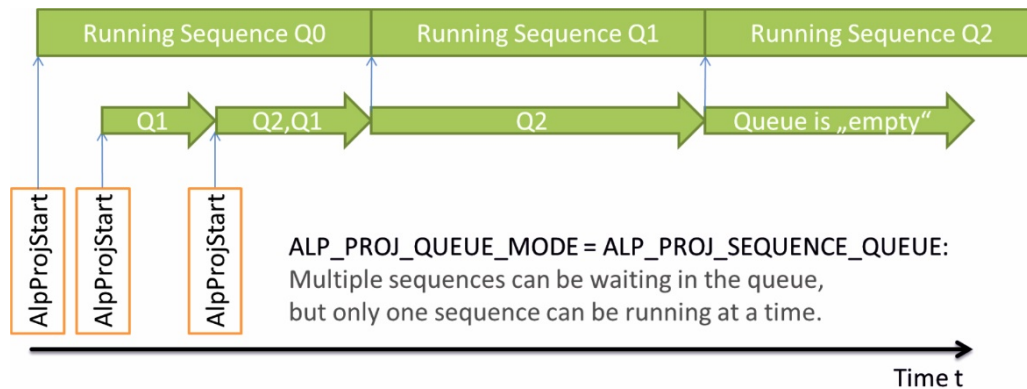 Running Sequence Q0
Running Sequence Q1
Running Sequence Q2
Q1
Q2,Q1
Q2
Queue is „empty“
AlpProjStart
AlpProjStart
AlpProjStart
ALP_PROJ_QUEUE_MODE = ALP_PROJ_SEQUENCE_QUEUE:
Multiple sequences can be waiting in the queue,
but only one sequence can be running at a time.
Time t